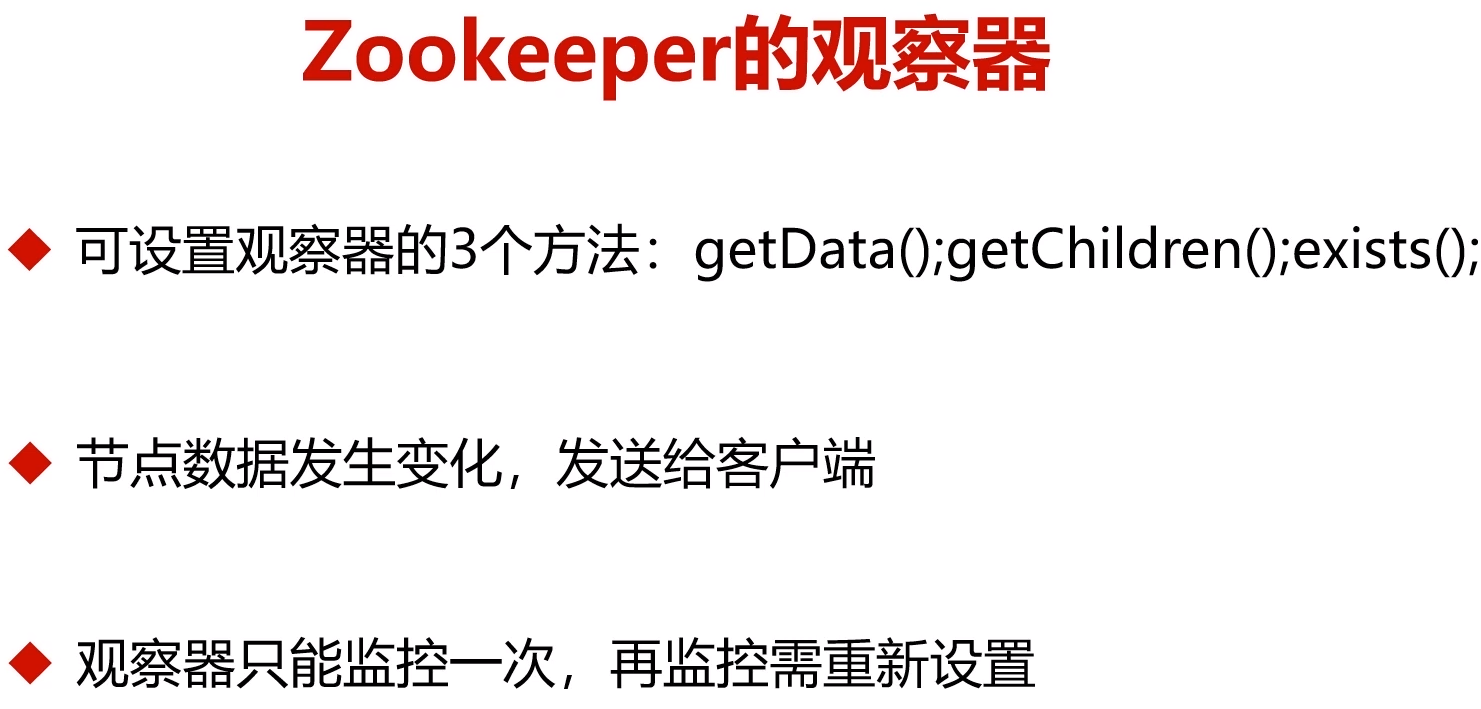 Zookeeper的观察器
可设置观察器的3个方法：getData();getChildren();exists();
节点数据发生变化，发送给客户端
观察器只能监控一次，再监控需重新设置